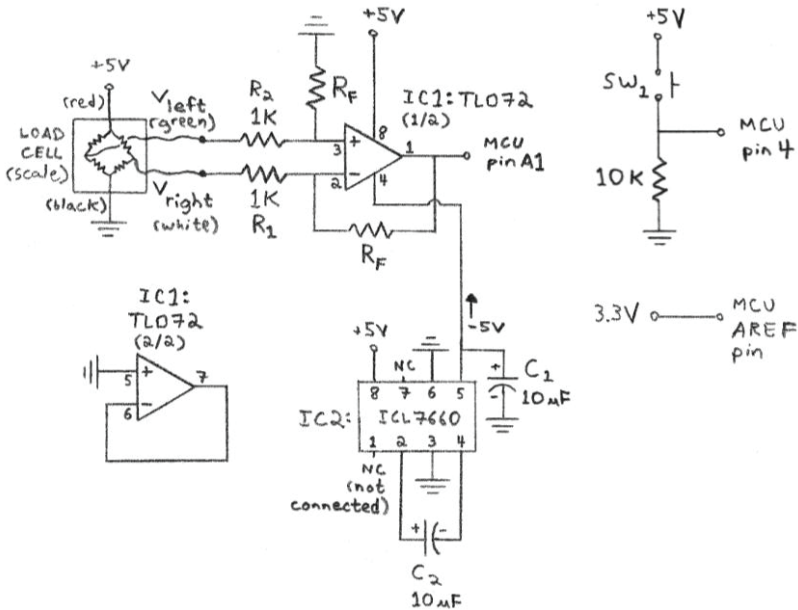 +5V
(red)
LOAD
CELL
(scale)
(black)
Vleft
(green)
Vright
(white)
R2
1K
1K
R1
RF
+5V
IC1: TL072
(1/2)
3
+
2
-
8
1
4
MCU
pin A1
RF
+5V
SW1
MCU
pin 4
10K
3.3V
MCU
AREF
pin
IC1:
TL072
(2/2)
5
+
6
-
7
-5V
+5V
NC
8 7 6 5
IC2:
ICL7660
1 2 3 4
NC
(not
connected)
+
-
C1
10µF
+ -
C2
10µF